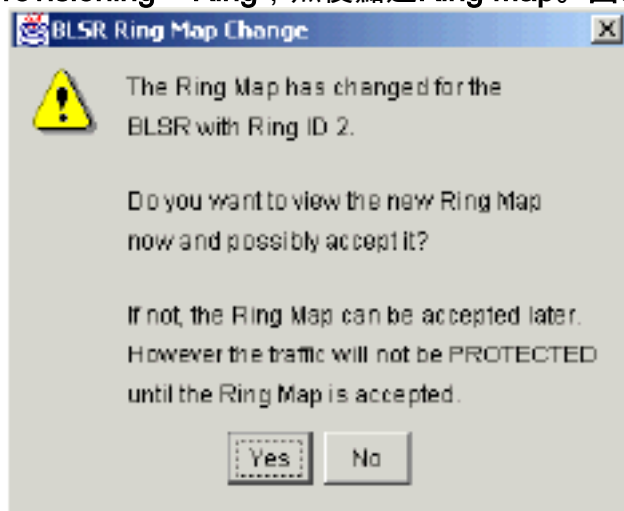 BLSR Ring Map Change
The Ring Map has changed for the
BLSR with Ring ID 2.
Do you want to view the new Ring Map
now and possibly accept it?
If not, the Ring Map can be accepted later.
However the traffic will not be PROTECTED
until the Ring Map is accepted.
Yes
No